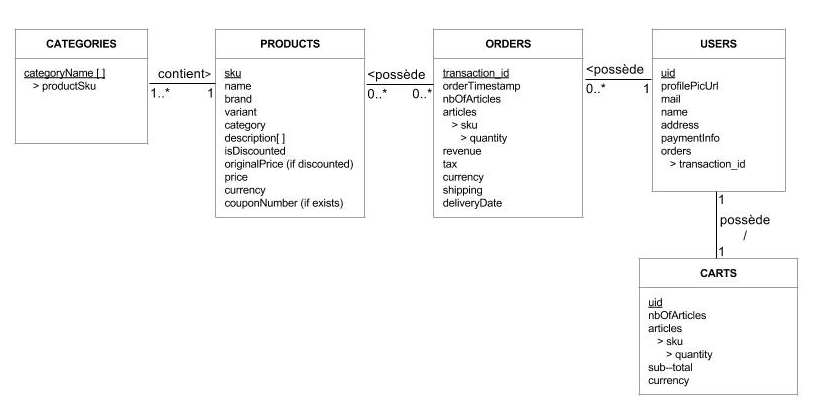 CATEGORIES
categoryName [ ]
> productSku
contient>
1..*
1
PRODUCTS
sku
name
brand
variant
category
description[ ]
isDiscounted
originalPrice (if discounted)
price
currency
couponNumber (if exists)
<possède
0..*
0..*
ORDERS
transaction_id
orderTimestamp
nbOfArticles
articles
> sku
> quantity
revenue
tax
currency
shipping
deliveryDate
<possède
0..*
1
USERS
uid
profilePicUrl
mail
name
address
paymentInfo
orders
> transaction_id
1
possède
/
1
CARTS
uid
nbOfArticles
articles
> sku
> quantity
sub--total
currency